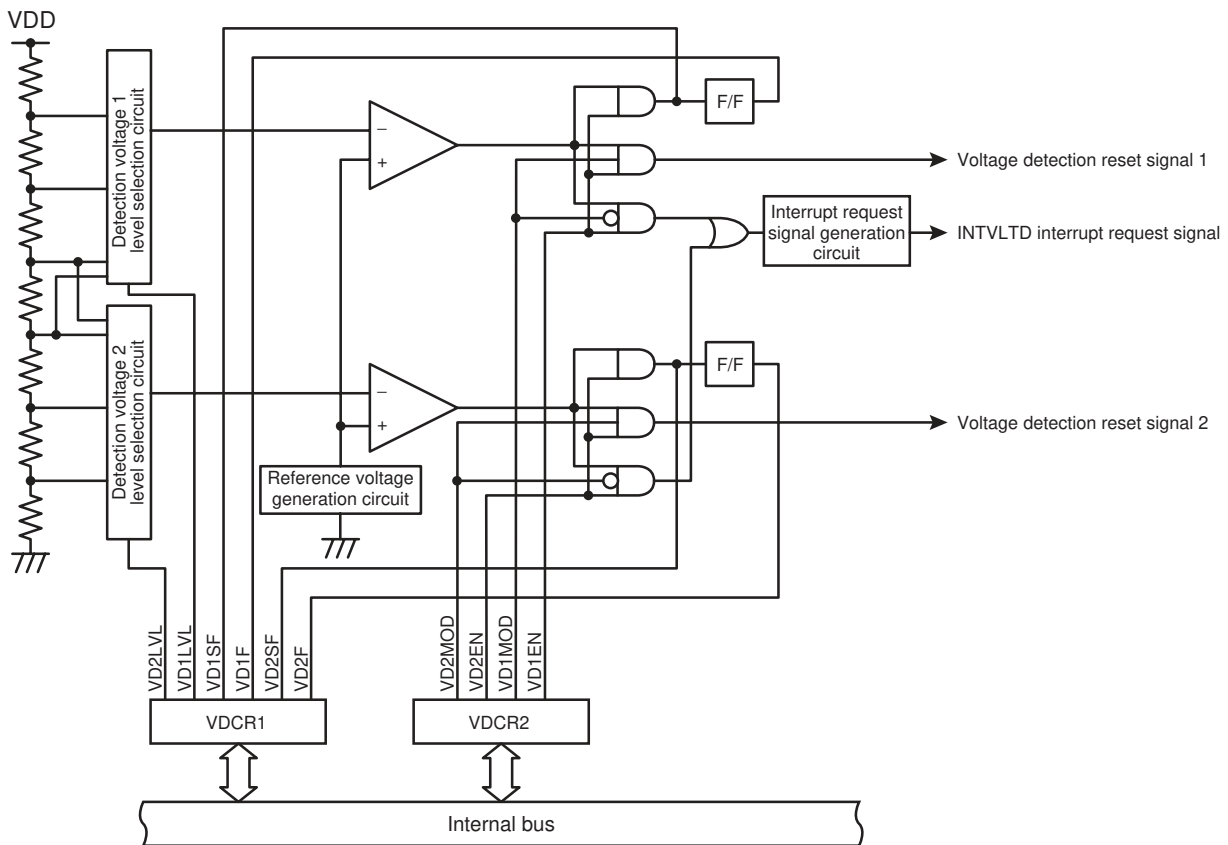 VDD
Detection voltage 1
level selection circuit
Detection voltage 2
level selection circuit
−
+
−
+
Reference voltage
generation circuit
F/F
Voltage detection reset signal 1
Interrupt request
signal generation
circuit
INTVLTD interrupt request signal
F/F
Voltage detection reset signal 2
VD2LVL
VD1LVL
VD1SF
VD1F
VD2SF
VD2F
VD2MOD
VD2EN
VD1MOD
VD1EN
VDCR1
VDCR2
Internal bus